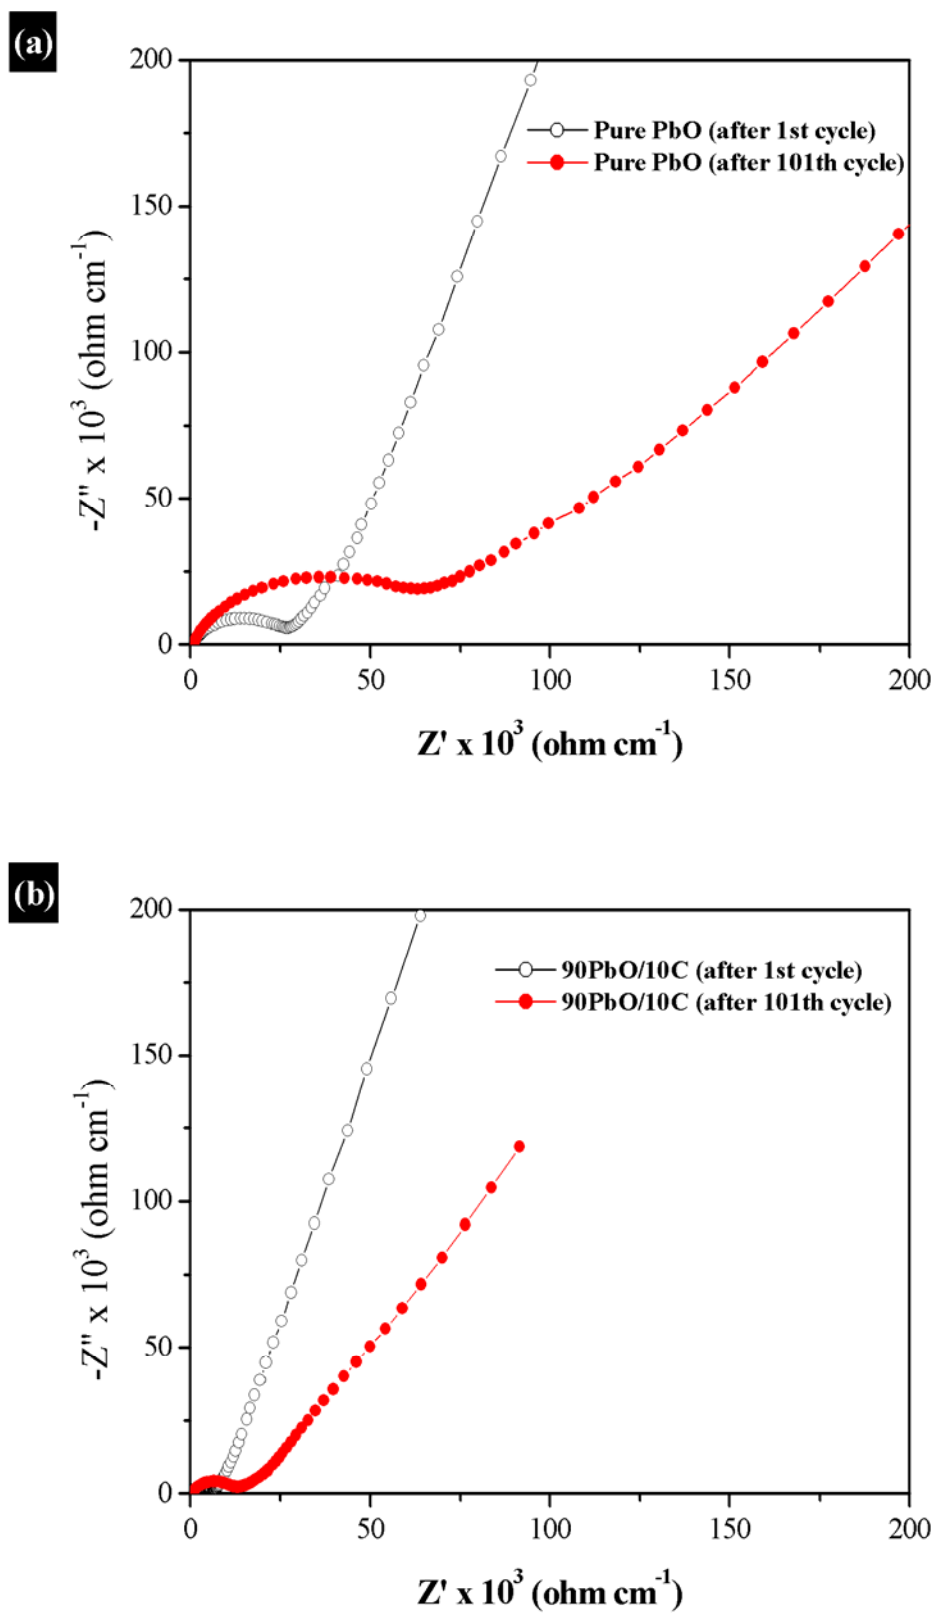 (a)
200
150
100
50
0
-Z" x 10³ (ohm cm⁻¹)
Pure PbO (after 1st cycle)
Pure PbO (after 101th cycle)
0 50 100 150 200
Z' x 10³ (ohm cm⁻¹)
(b)
200
150
100
50
0
-Z" x 10³ (ohm cm⁻¹)
90PbO/10C (after 1st cycle)
90PbO/10C (after 101th cycle)
0 50 100 150 200
Z' x 10³ (ohm cm⁻¹)